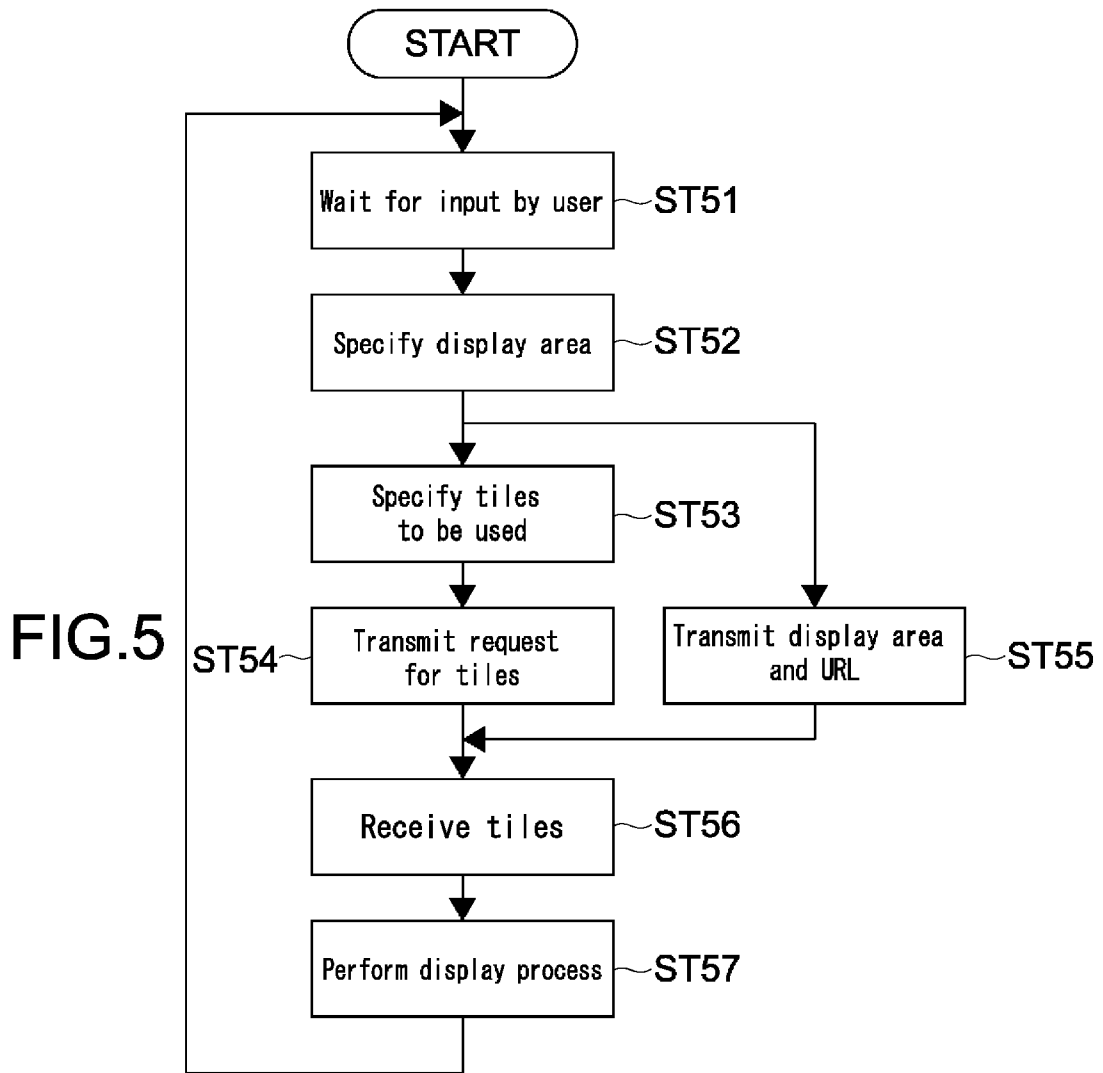 START
Wait for input by user
ST51
Specify display area
ST52
Specify tiles
to be used
ST53
FIG.5
ST54
Transmit request
for tiles
Transmit display area
and URL
ST55
Receive tiles
ST56
Perform display process
ST57